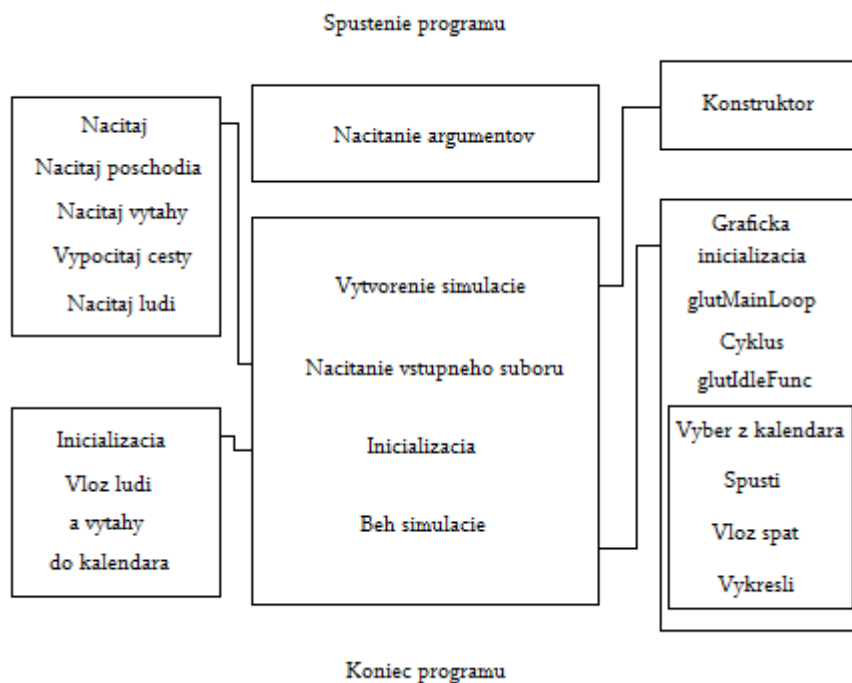 Spustenie programu
Nacitaj
Nacitaj poschodia
Nacitaj vytahy
Vypocitaj cesty
Nacitaj ludi
Inicializacia
Vloz ludi
a vytahy
do kalendara
Nacitanie argumentov
Vytvorenie simulacie
Nacitanie vstupneho suboru
Inicializacia
Beh simulacie
Konstruktor
Graficka
inicializacia
glutMainLoop
Cyklus
glutIdleFunc
Vyber z kalendara
Spusti
Vloz spat
Vykresli
Koniec programu